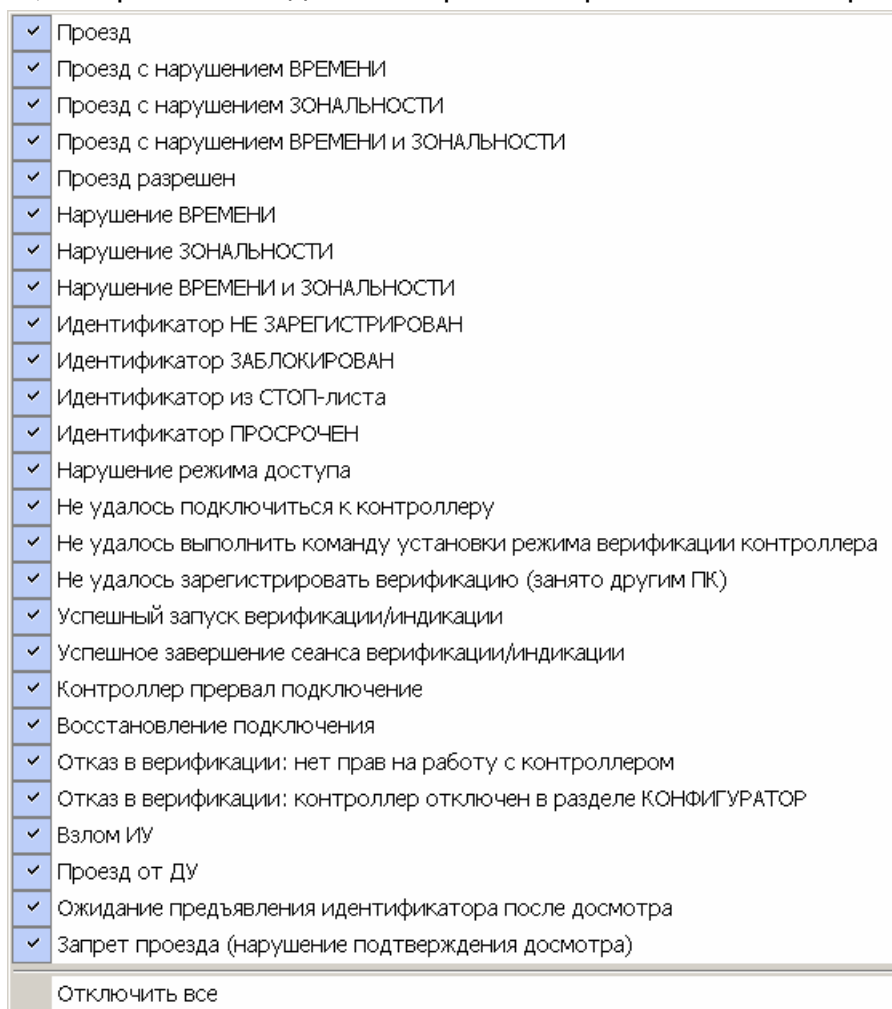 Проезд
Проезд с нарушением ВРЕМЕНИ
Проезд с нарушением ЗОНАЛЬНОСТИ
Проезд с нарушением ВРЕМЕНИ и ЗОНАЛЬНОСТИ
Проезд разрешен
Нарушение ВРЕМЕНИ
Нарушение ЗОНАЛЬНОСТИ
Нарушение ВРЕМЕНИ и ЗОНАЛЬНОСТИ
Идентификатор НЕ ЗАРЕГИСТРИРОВАН
Идентификатор ЗАБЛОКИРОВАН
Идентификатор из СТОП-листа
Идентификатор ПРОСРОЧЕН
Нарушение режима доступа
Не удалось подключиться к контроллеру
Не удалось выполнить команду установки режима верификации контроллера
Не удалось зарегистрировать верификацию (занято другим ПК)
Успешный запуск верификации/индикации
Успешное завершение сеанса верификации/индикации
Контроллер прервал подключение
Восстановление подключения
Отказ в верификации: нет прав на работу с контроллером
Отказ в верификации: контроллер отключен в разделе КОНФИГУРАТОР
Взлом ИУ
Проезд от ДУ
Ожидание предъявления идентификатора после досмотра
Запрет проезда (нарушение подтверждения досмотра)
Отключить все